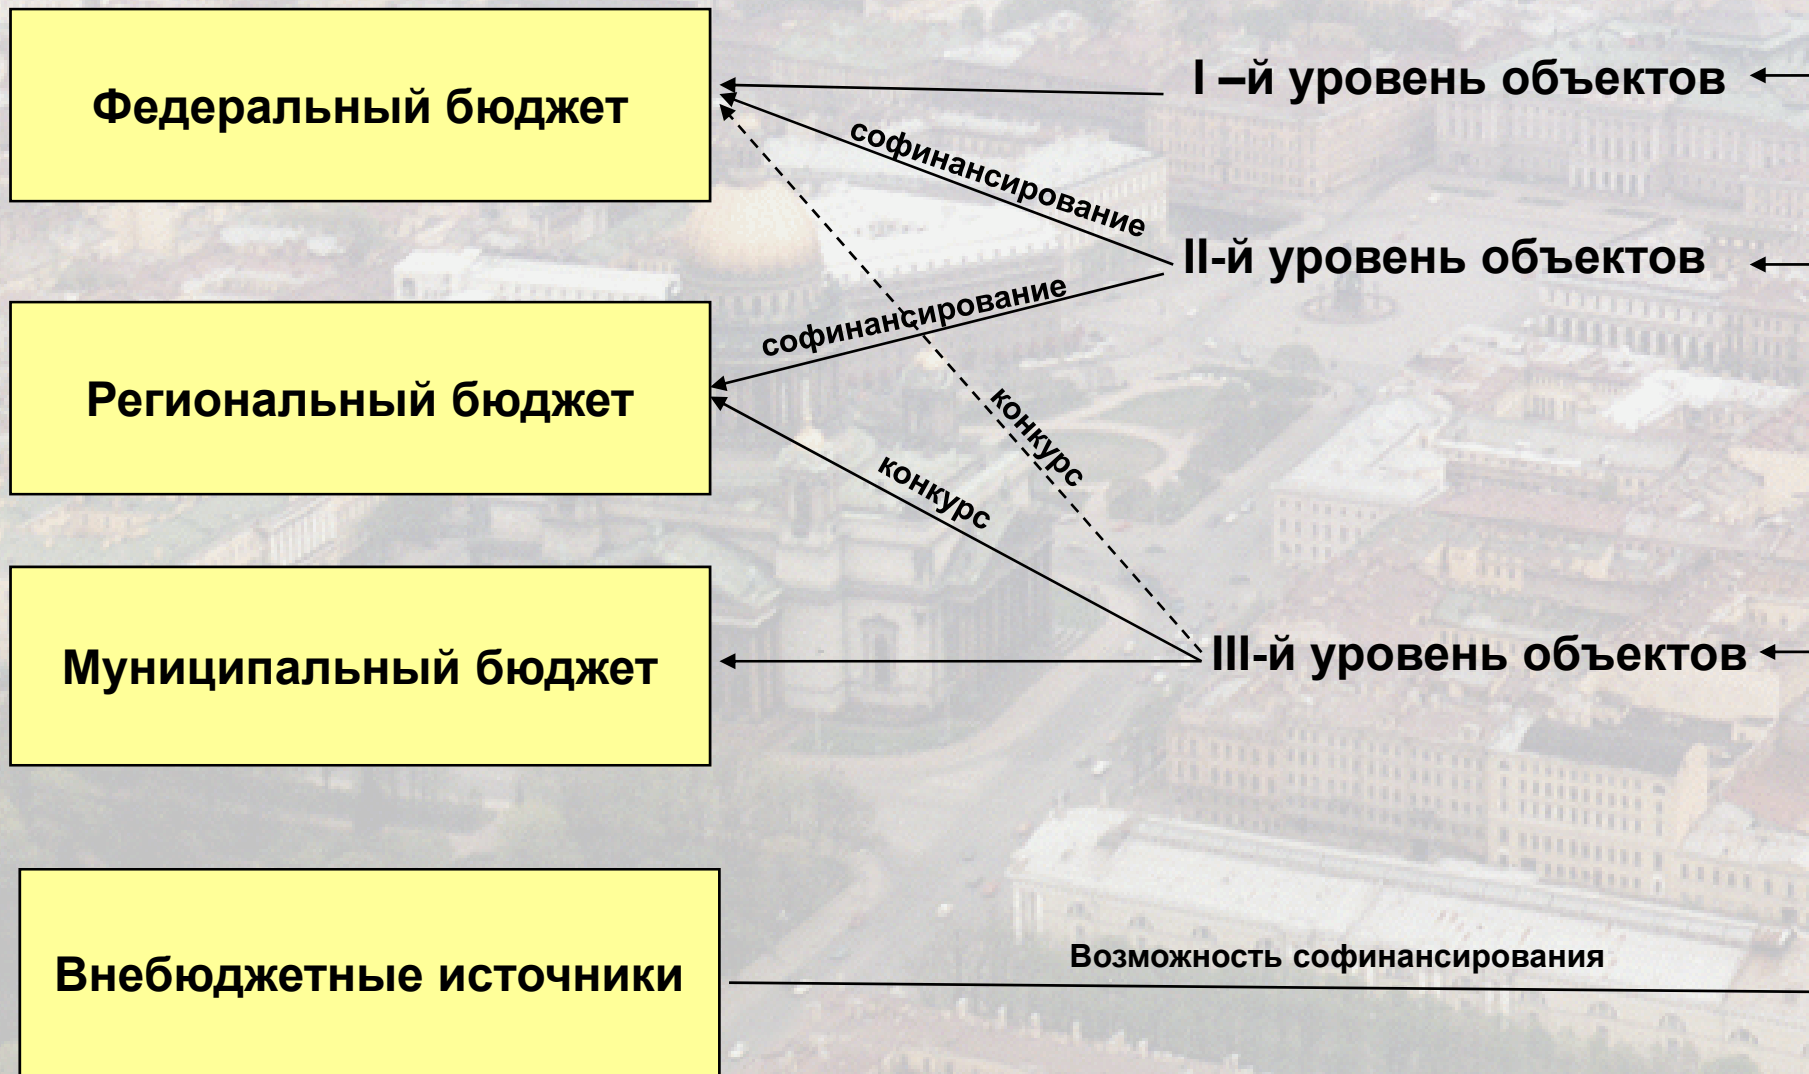 Федеральный бюджет
I –й уровень объектов
софинансирование
II-й уровень объектов
софинансирование
Региональный бюджет
конкурс
конкурс
Муниципальный бюджет
III-й уровень объектов
Внебюджетные источники
Возможность софинансирования